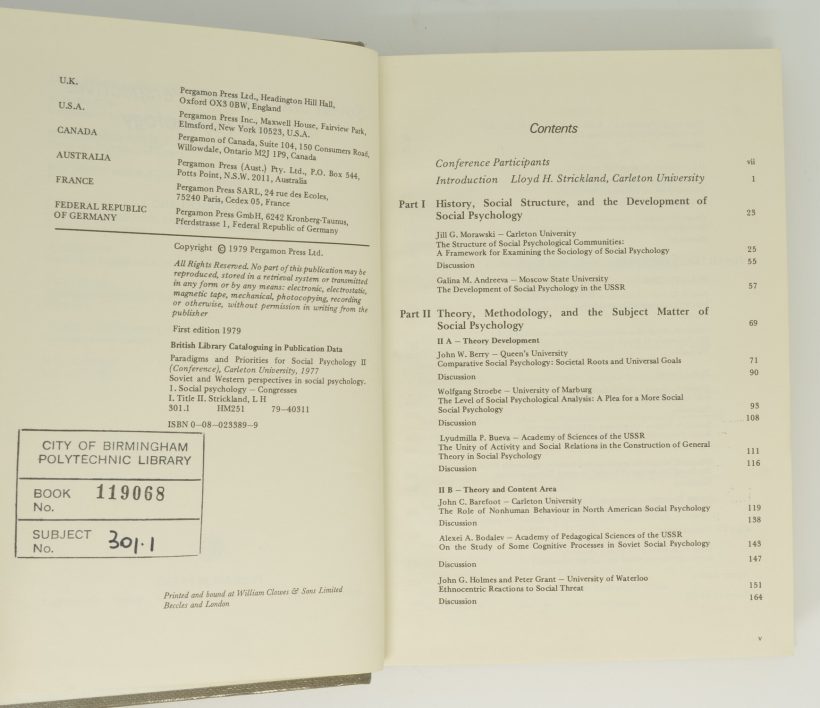 U.K.
Pergamon Press Ltd., Headington Hill Hall,
Oxford OX3 0BW, England
U.S.A.
Pergamon Press Inc., Maxwell House, Fairview Park,
Elmsford, New York 10523, U.S.A.
CANADA
Pergamon of Canada, Suite 104, 150 Consumers Road,
Willowdale, Ontario M2J 1P9, Canada
AUSTRALIA
Pergamon Press (Aust.) Pty. Ltd., P.O. Box 544,
Potts Point, N.S.W. 2011, Australia
FRANCE
Pergamon Press SARL, 24 rue des Ecoles,
75240 Paris, Cedex 05, France
FEDERAL REPUBLIC
OF GERMANY
Pergamon Press GmbH, 6242 Kronberg-Taunus,
Pferdstrasse 1, Federal Republic of Germany
Copyright © 1979 Pergamon Press Ltd.
All Rights Reserved. No part of this publication may be
reproduced, stored in a retrieval system or transmitted
in any form or by any means: electronic, electrostatic,
magnetic tape, mechanical, photocopying, recording
or otherwise, without permission in writing from the
publisher
First edition 1979
British Library Cataloguing in Publication Data
Paradigms and Priorities for Social Psychology II
(Conference), Carleton University, 1977
Soviet and Western perspectives in social psychology.
1. Social psychology – Congresses
I. Title II. Strickland, L H
301.1 HM251 79-40311
ISBN 0–08–023389–9
CITY OF BIRMINGHAM
POLYTECHNIC LIBRARY
BOOK
No. 119068
SUBJECT
No. 301.1
Printed and bound at William Clowes & Sons Limited
Beccles and London
Contents
Conference Participants vii
Introduction Lloyd H. Strickland, Carleton University 1
Part I History, Social Structure, and the Development of
Social Psychology 23
Jill G. Morawski – Carleton University
The Structure of Social Psychological Communities:
A Framework for Examining the Sociology of Social Psychology 25
Discussion 55
Galina M. Andreeva – Moscow State University
The Development of Social Psychology in the USSR 57
Part II Theory, Methodology, and the Subject Matter of
Social Psychology 69
II A – Theory Development
John W. Berry – Queen's University
Comparative Social Psychology: Societal Roots and Universal Goals 71
Discussion 90
Wolfgang Stroebe – University of Marburg
The Level of Social Psychological Analysis: A Plea for a More Social
Social Psychology 93
Discussion 108
Lyudmilla P. Bueva – Academy of Sciences of the USSR
The Unity of Activity and Social Relations in the Construction of General
Theory in Social Psychology 111
Discussion 116
II B – Theory and Content Area
John C. Barefoot – Carleton University
The Role of Nonhuman Behaviour in North American Social Psychology 119
Discussion 138
Alexei A. Bodalev – Academy of Pedagogical Sciences of the USSR
On the Study of Some Cognitive Processes in Soviet Social Psychology 143
Discussion 147
John G. Holmes and Peter Grant – University of Waterloo
Ethnocentric Reactions to Social Threat 151
Discussion 164
v